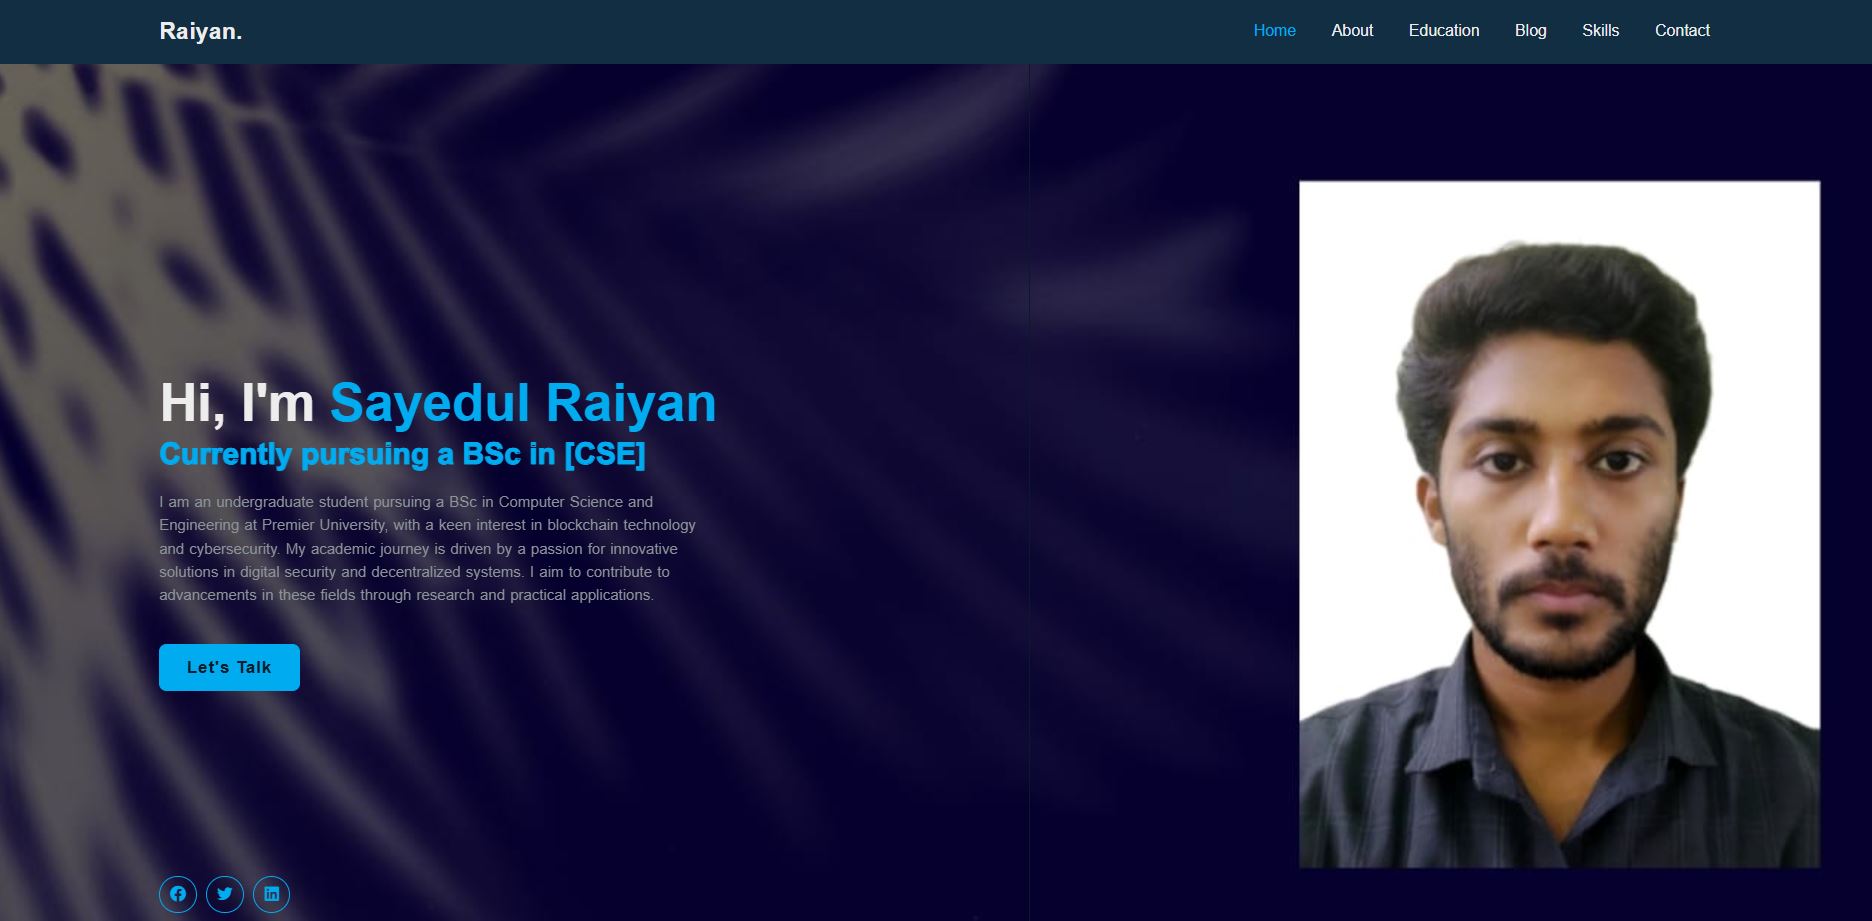 Raiyan.
Home About Education Blog Skills Contact
Hi, I'm Sayedul Raiyan
Currently pursuing a BSc in [CSE]
I am an undergraduate student pursuing a BSc in Computer Science and
Engineering at Premier University, with a keen interest in blockchain technology
and cybersecurity. My academic journey is driven by a passion for innovative
solutions in digital security and decentralized systems. I aim to contribute to
advancements in these fields through research and practical applications.
Let's Talk